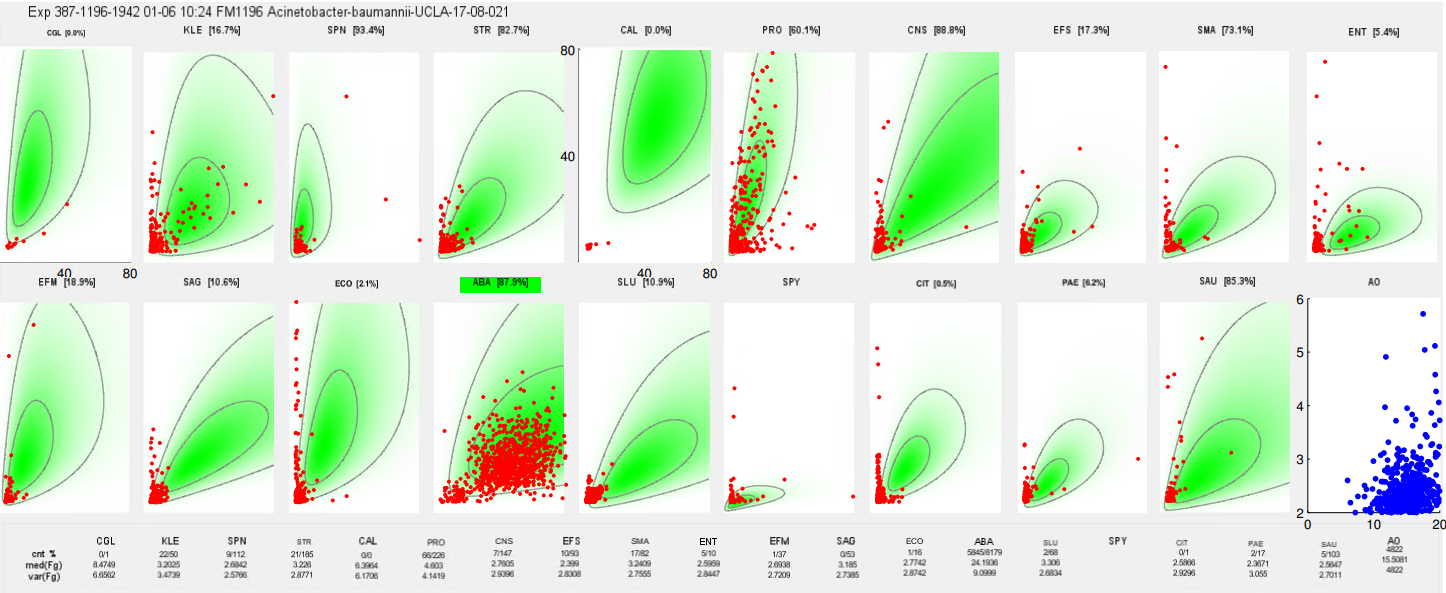 Exp 387-1196-1942 01-06 10:24 FM1196 Acinetobacter-baumannii-UCLA-17-08-021
CGL [0.0%] KLE [16.7%] SPN [93.4%] STR [82.7%] CAL [0.0%] PRO [60.1%] CNS [88.8%] EFS [17.3%] SMA [73.1%] ENT [5.4%]
80
40
40 80 40 80
EFM [18.9%] SAG [10.6%] ECO [2.1%] ABA [87.9%] SLU [10.9%] SPY CIT [0.5%] PAE [6.2%] SAU [85.3%] AO
6
5
4
3
2
0 10 20
CGL KLE SPN STR CAL PRO CNS EFS SMA ENT EFM SAG ECO ABA SLU SPY CIT PAE SAU AO
cnt % 0/1 22/50 9/112 21/185 0/0 66/226 7/147 10/93 17/82 5/10 1/37 0/53 1/16 5845/8179 2/68 0/1 2/17 5/103 4822
med(Fg) 8.4749 3.2025 2.6842 3.226 6.3964 4.603 2.7605 2.399 3.2409 2.5959 2.6938 3.185 2.7742 24.1936 3.306 2.5866 2.3671 2.5647 15.5081
var(Fg) 6.6562 3.4739 2.5766 2.8771 6.1706 4.1419 2.9396 2.8308 2.7555 2.8447 2.7209 2.7385 2.8742 9.0999 2.6834 2.9296 3.055 2.7011 4822